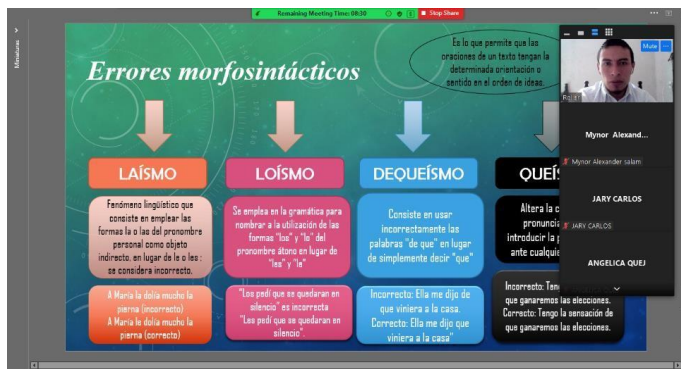 Remaining Meeting Time: 08:30
Stop Share
Miniaturas
Errores morfosintácticos
Es lo que permite que las
oraciones de un texto tengan la
determinada orientación o
sentido en el orden de ideas.
LAÍSMO
Fenómeno lingüístico que
consiste en emplear las
formas la o las del pronombre
personal como objeto
indirecto, en lugar de le o les ;
se considera incorrecto.
A María la dolía mucho la
pierna (incorrecto)
A María le dolía mucho la
pierna (correcto)
LOÍSMO
Se emplea en la gramática para
nombrar a la utilización de las
formas "los" y "le" del
pronombre átono en lugar de
"les" y "le"
"Los pedí que se quedaran en
silencio" es incorrecta
"Les pedí que se quedaran en
silencio".
DEQUEÍSMO
Consiste en usar
incorrectamente las
palabras "de que" en lugar
de simplemente decir "que"
Incorrecto: Ella me dijo de
que viniera a la casa.
Correcto: Ella me dijo que
viniera a la casa"
QUEÍS
Altera la c
pronuncia
introducir la p
ante cualquie
Incorrecto: Teng
que ganaremos las elecciones.
Correcto: Tengo la sensación de
que ganaremos las elecciones.
Mute
Mynor Alexand...
Mynor Alexander salam
JARY CARLOS
JARY CARLOS
ANGELICA QUEJ